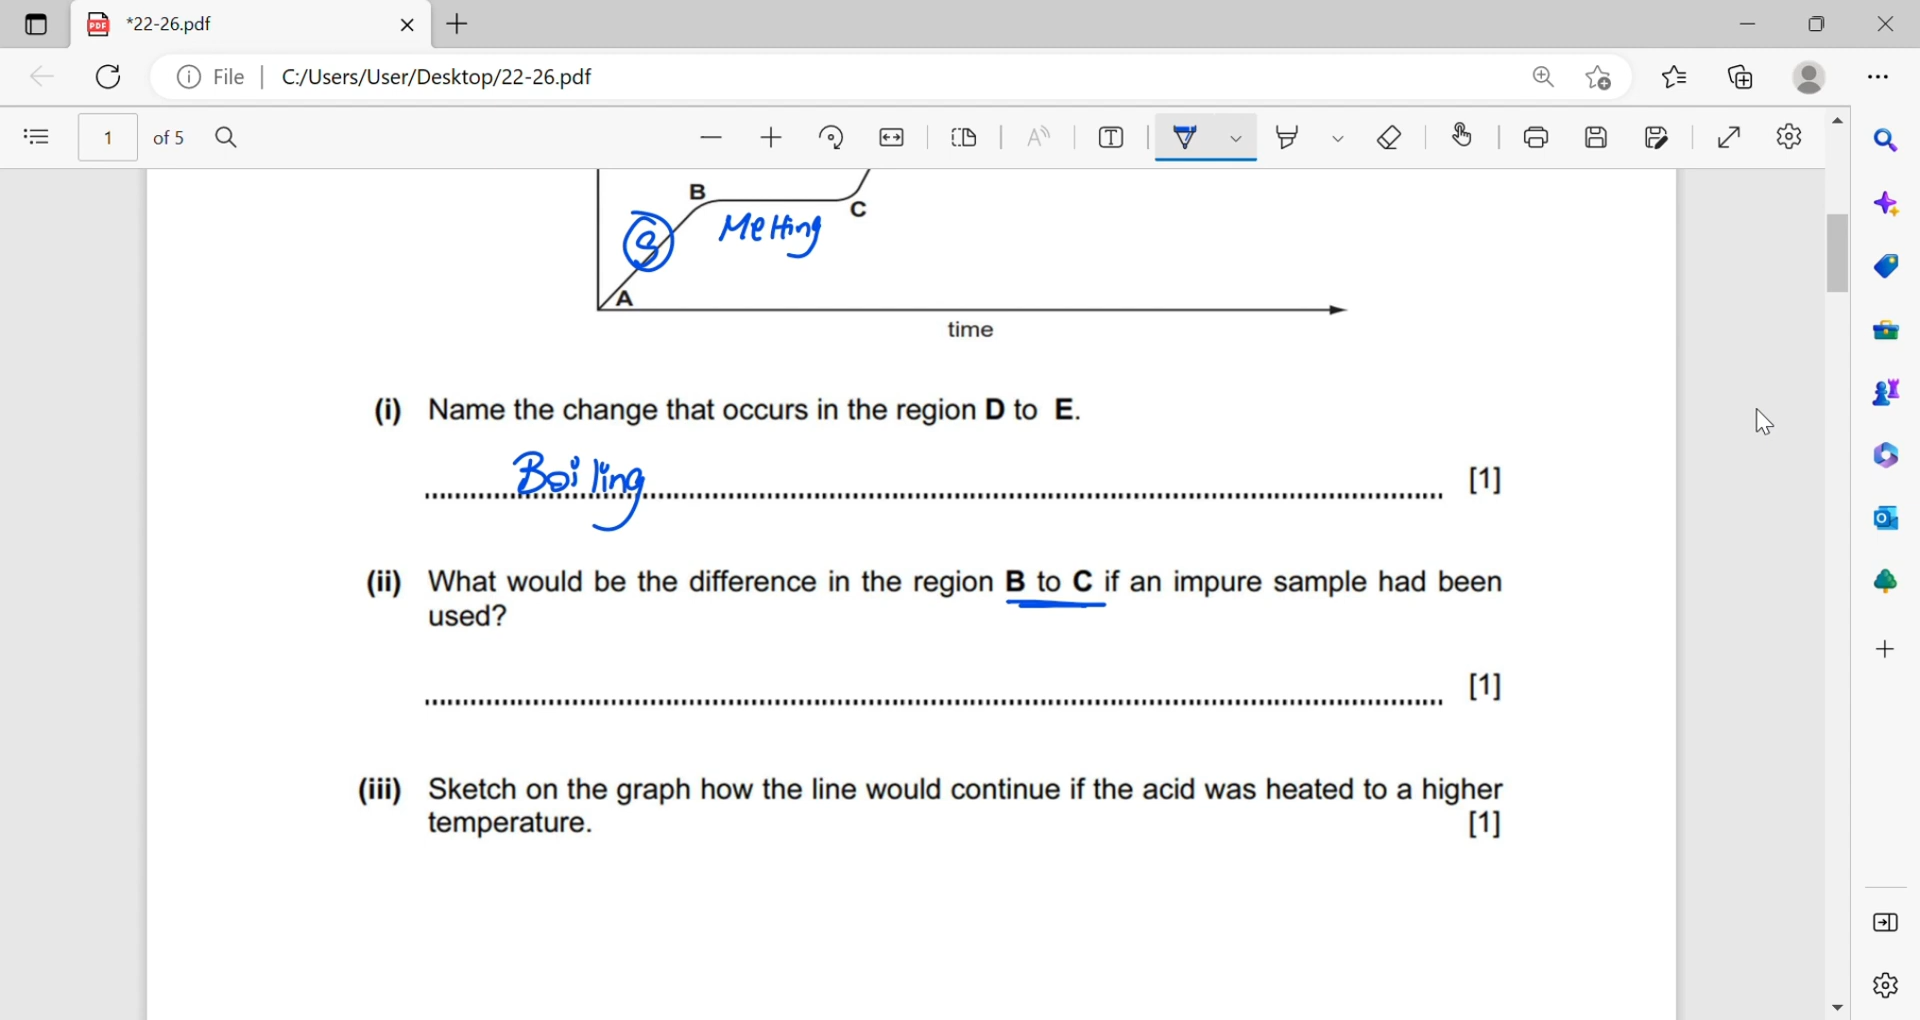 *22-26.pdf
File | C:/Users/User/Desktop/22-26.pdf
1 of 5
B
C
S
Melting
A
time
(i) Name the change that occurs in the region D to E.
Boiling
[1]
(ii) What would be the difference in the region B to C if an impure sample had been
used?
[1]
(iii) Sketch on the graph how the line would continue if the acid was heated to a higher
temperature. [1]